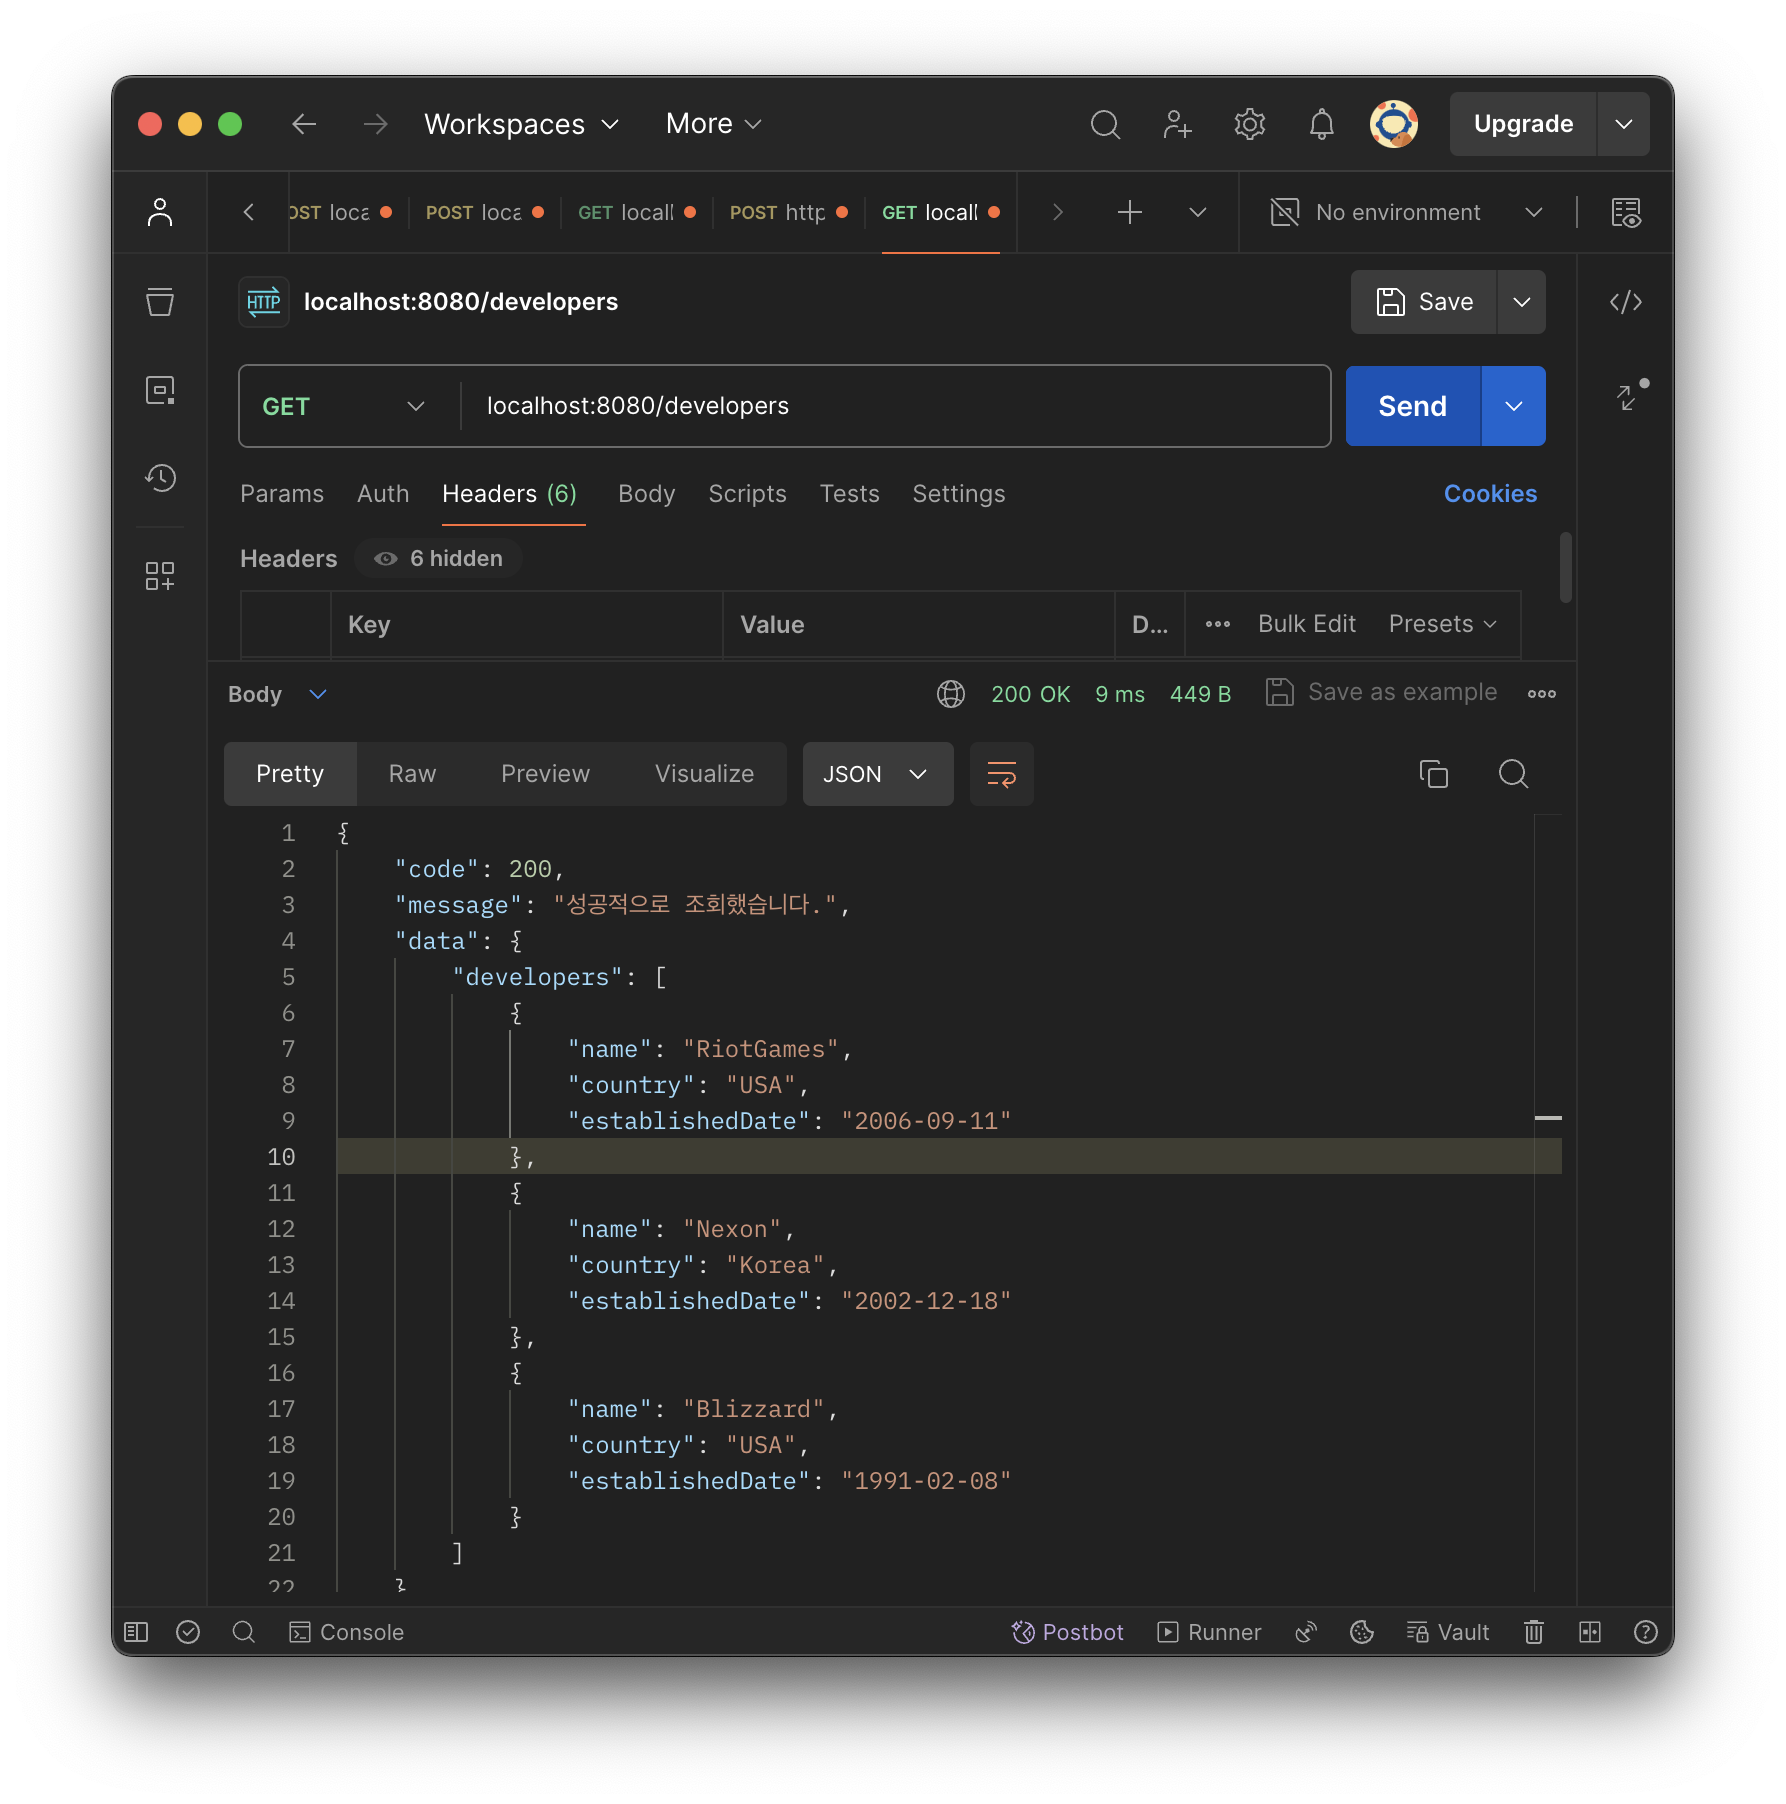 Workspaces More Upgrade
OST loca POST loca GET locall POST http GET locall No environment
HTTP localhost:8080/developers Save
GET localhost:8080/developers Send
Params Auth Headers (6) Body Scripts Tests Settings Cookies
Headers 6 hidden
Key Value D... Bulk Edit Presets
Body 200 OK 9 ms 449 B Save as example
Pretty Raw Preview Visualize JSON
1 {
2 "code": 200,
3 "message": "성공적으로 조회했습니다.",
4 "data": {
5 "developers": [
6 {
7 "name": "RiotGames",
8 "country": "USA",
9 "establishedDate": "2006-09-11"
10 },
11 {
12 "name": "Nexon",
13 "country": "Korea",
14 "establishedDate": "2002-12-18"
15 },
16 {
17 "name": "Blizzard",
18 "country": "USA",
19 "establishedDate": "1991-02-08"
20 }
21 ]
22 }
Console Postbot Runner Vault